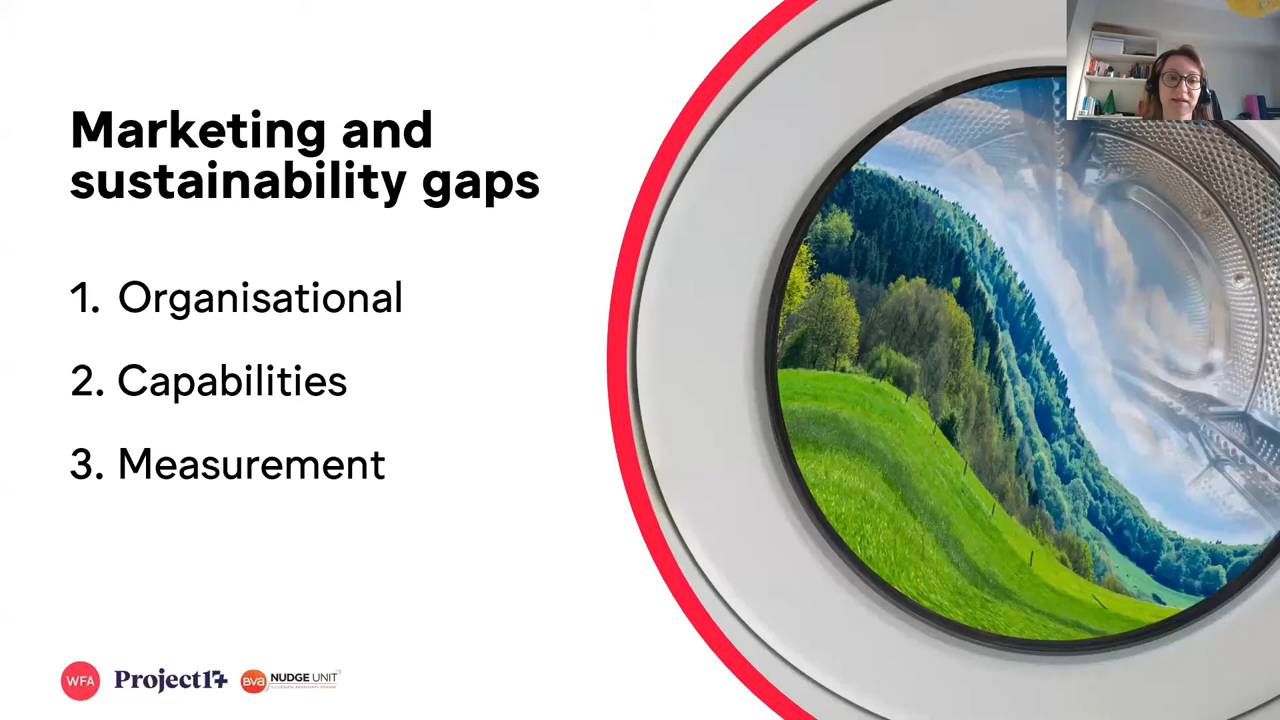 Marketing and
sustainability gaps
1. Organisational
2. Capabilities
3. Measurement
WFA
Project17
BVA NUDGE UNIT